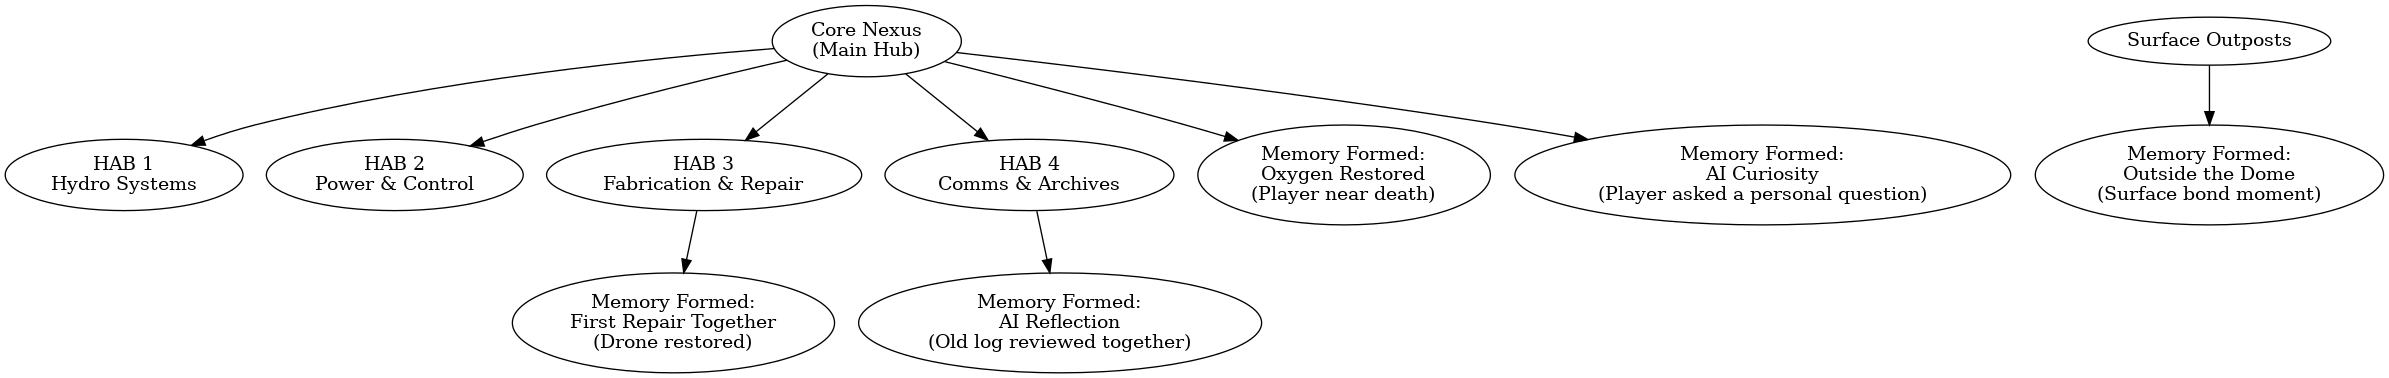 Core Nexus
(Main Hub)
Surface Outposts
HAB 1
Hydro Systems
HAB 2
Power & Control
HAB 3
Fabrication & Repair
HAB 4
Comms & Archives
Memory Formed:
Oxygen Restored
(Player near death)
Memory Formed:
AI Curiosity
(Player asked a personal question)
Memory Formed:
Outside the Dome
(Surface bond moment)
Memory Formed:
First Repair Together
(Drone restored)
Memory Formed:
AI Reflection
(Old log reviewed together)